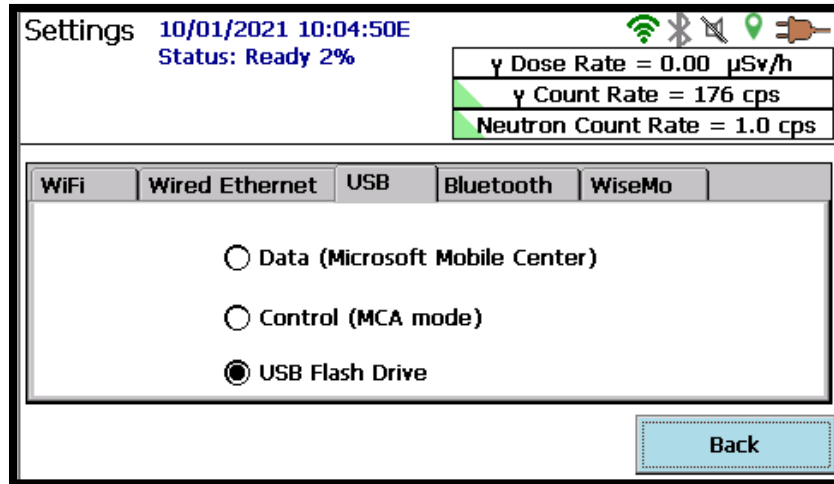 Settings
10/01/2021 10:04:50E
Status: Ready 2%
γ Dose Rate = 0.00 µSv/h
γ Count Rate = 176 cps
Neutron Count Rate = 1.0 cps
WiFi
Wired Ethernet
USB
Bluetooth
WiseMo
Data (Microsoft Mobile Center)
Control (MCA mode)
USB Flash Drive
Back